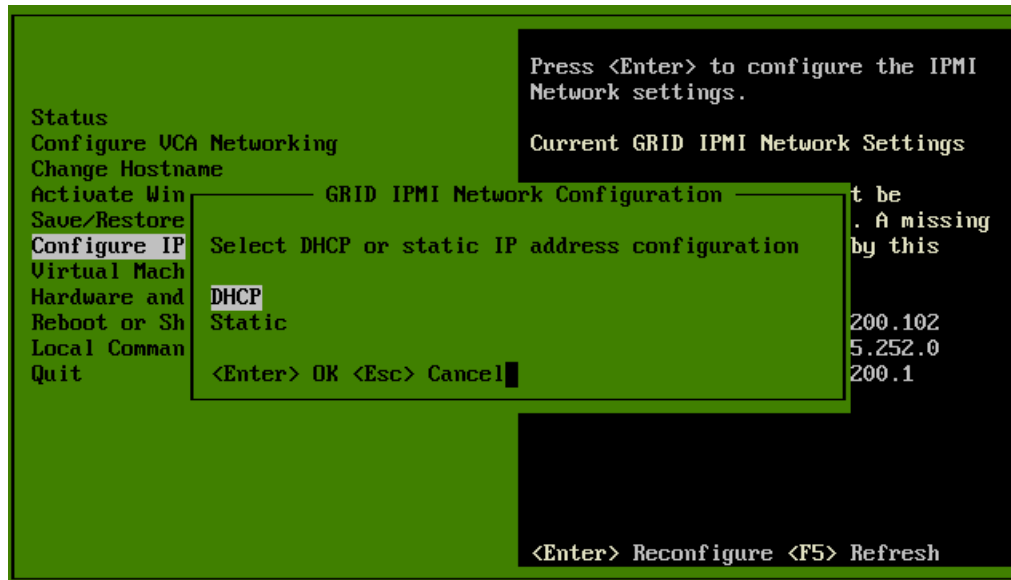 Press <Enter> to configure the IPMI
Network settings.
Current GRID IPMI Network Settings
t be
. A missing
by this
200.102
5.252.0
200.1
<Enter> Reconfigure <F5> Refresh
Status
Configure VCA Networking
Change Hostname
Activate Win
Save/Restore
Configure IP
Virtual Mach
Hardware and
Reboot or Sh
Local Comman
Quit
GRID IPMI Network Configuration
Select DHCP or static IP address configuration
DHCP
Static
<Enter> OK <Esc> Cancel